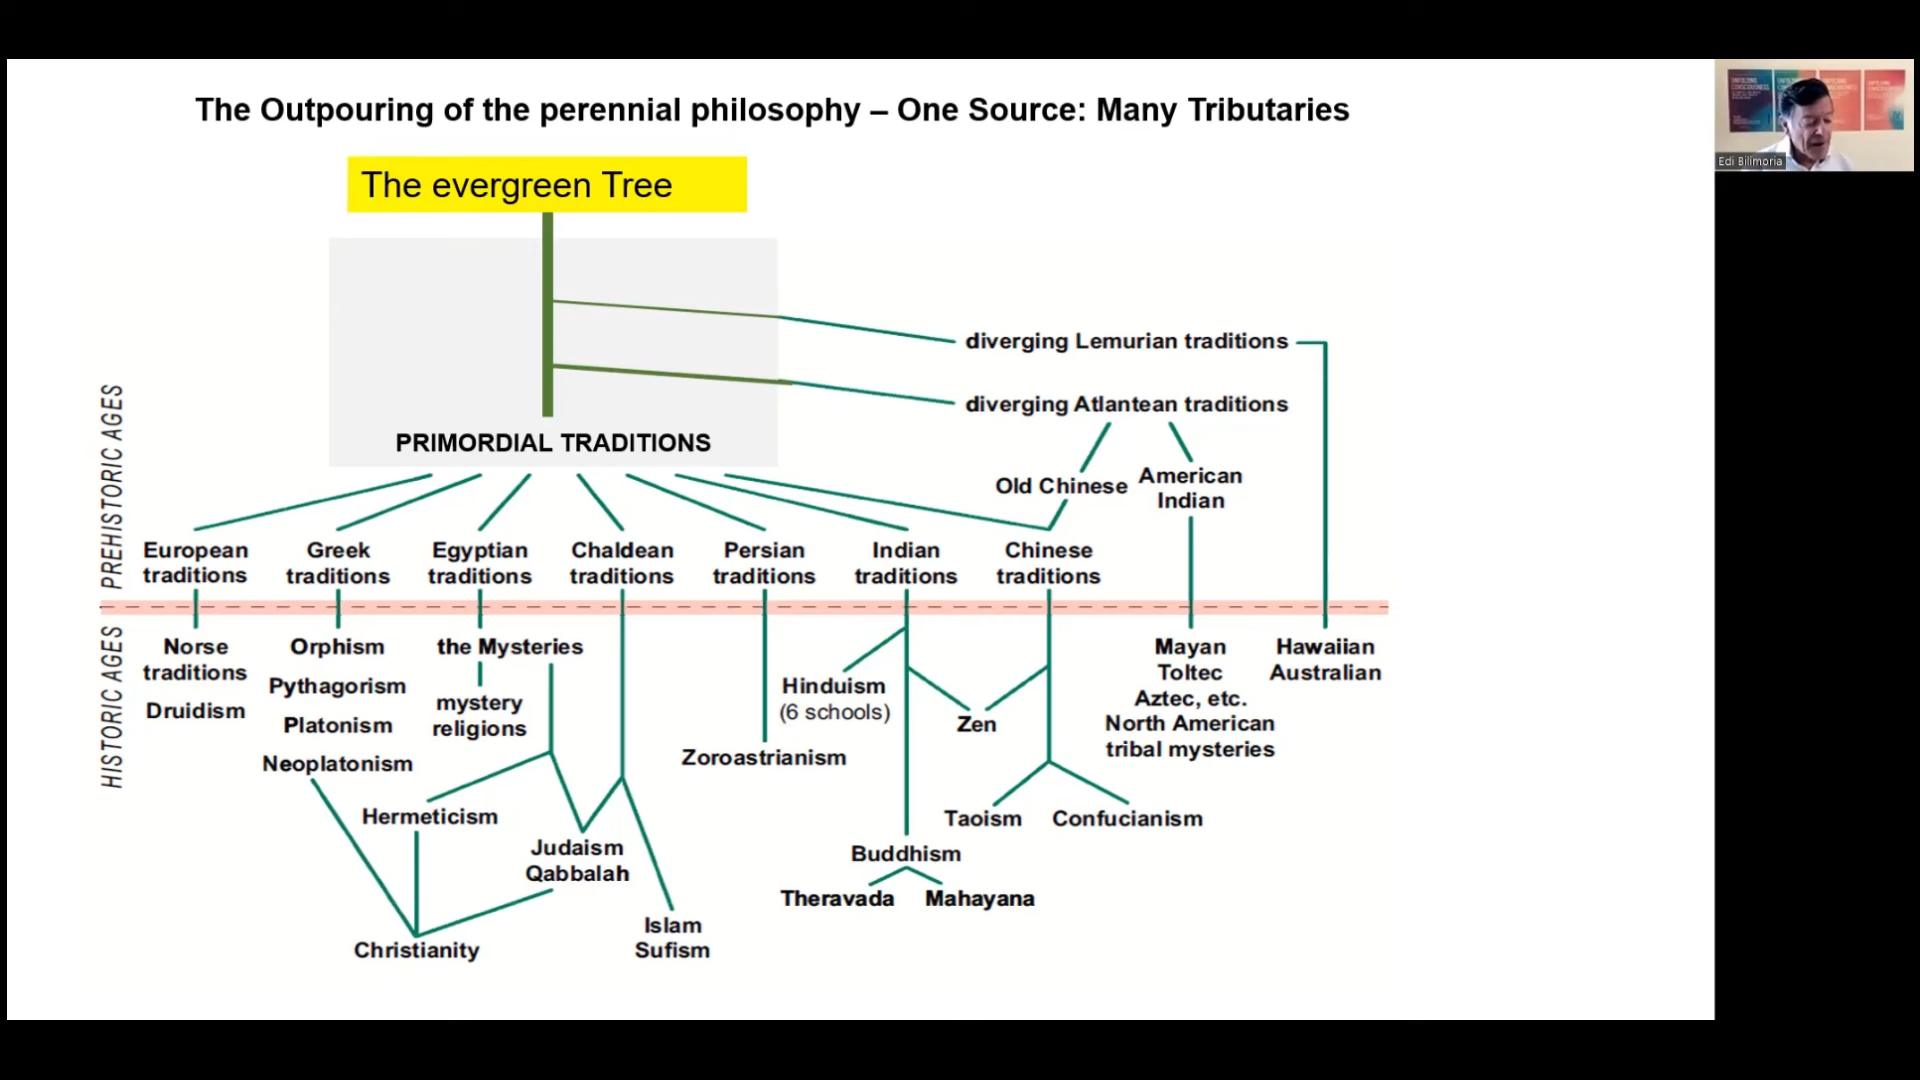 The Outpouring of the perennial philosophy – One Source: Many Tributaries
Edi Bilimoria
The evergreen Tree
diverging Lemurian traditions
diverging Atlantean traditions
PRIMORDIAL TRADITIONS
PREHISTORIC AGES
Old Chinese
American
Indian
European
traditions
Greek
traditions
Egyptian
traditions
Chaldean
traditions
Persian
traditions
Indian
traditions
Chinese
traditions
HISTORIC AGES
Norse
traditions
Druidism
Orphism
Pythagorism
Platonism
Neoplatonism
the Mysteries
mystery
religions
Hermeticism
Judaism
Qabbalah
Christianity
Islam
Sufism
Zoroastrianism
Hinduism
(6 schools)
Zen
Buddhism
Theravada
Mahayana
Taoism
Confucianism
Mayan
Toltec
Aztec, etc.
North American
tribal mysteries
Hawaiian
Australian